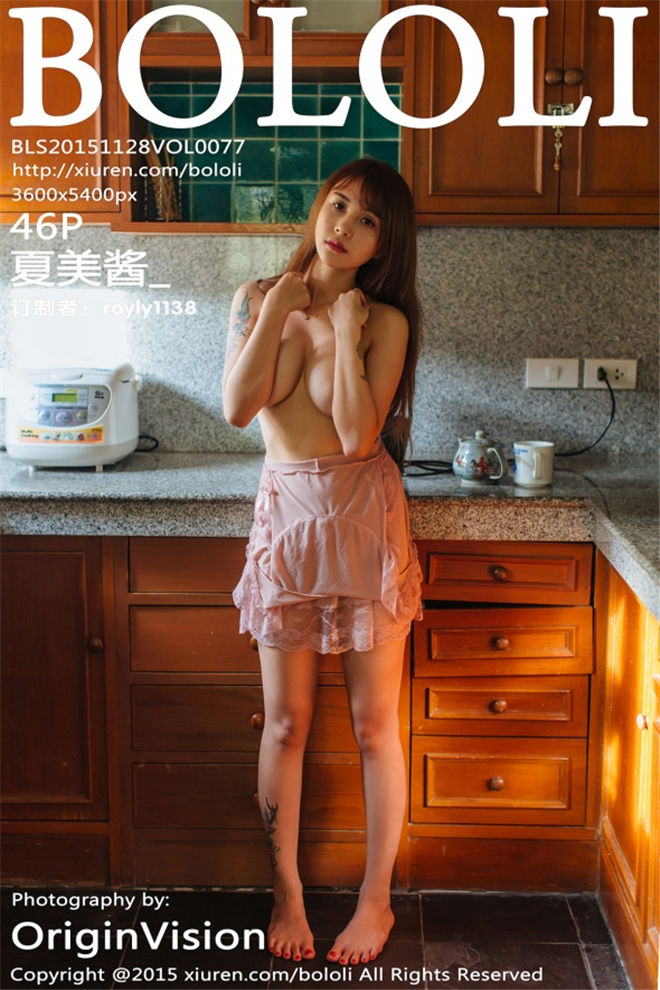 BOLOLI
BLS20151128VOL0077
http://xiuren.com/bololi
3600x5400px
46P
夏美酱_
订制者：royly1138
Photography by:
OriginVision
Copyright @2015 xiuren.com/bololi All Rights Reserved